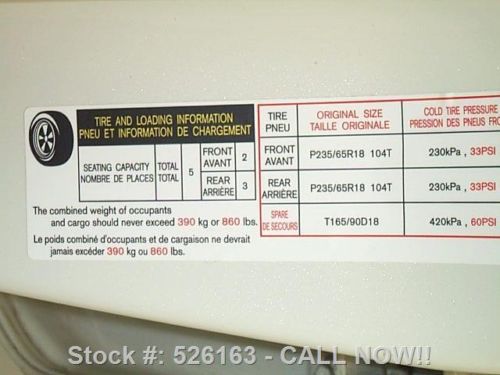 TIRE AND LOADING INFORMATION
PNEU ET INFORMATION DE CHARGEMENT
SEATING CAPACITY
NOMBRE DE PLACES
TOTAL
TOTAL
5
FRONT
AVANT
2
REAR
ARRIÈRE
3
The combined weight of occupants
and cargo should never exceed 390 kg or 860 lbs.
Le poids combiné d'occupants et de cargaison ne devrait
jamais excéder 390 kg ou 860 lbs.
TIRE
PNEU
ORIGINAL SIZE
TAILLE ORIGINALE
COLD TIRE PRESSURE
PRESSION DES PNEUS FRO
FRONT
AVANT
P235/65R18 104T
230kPa , 33PSI
REAR
ARRIÈRE
P235/65R18 104T
230kPa , 33PSI
SPARE
DE SECOURS
T165/90D18
420kPa , 60PSI
Stock #: 526163 - CALL NOW!!